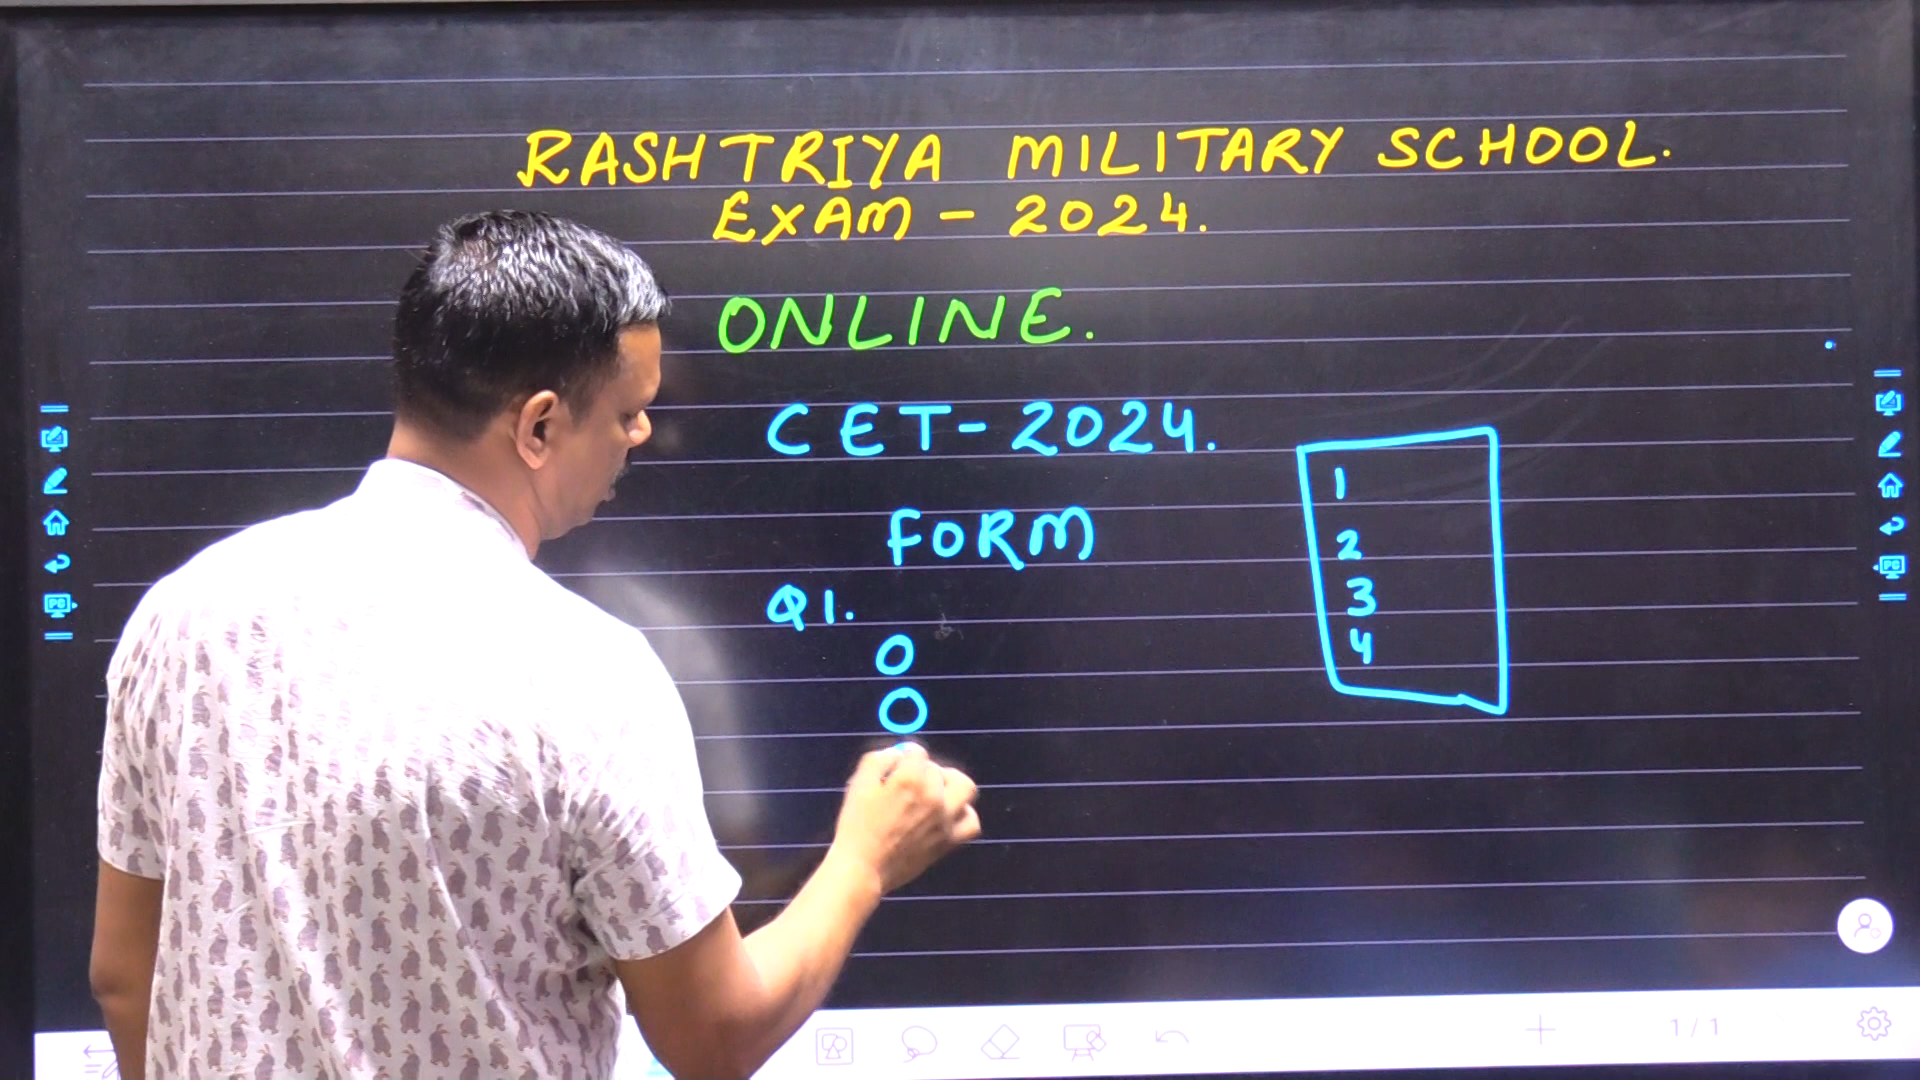 RASHTRIYA MILITARY SCHOOL.
EXAM - 2024.
ONLINE.
CET-2024.
FORM
Q1.
1
2
3
4
1/1